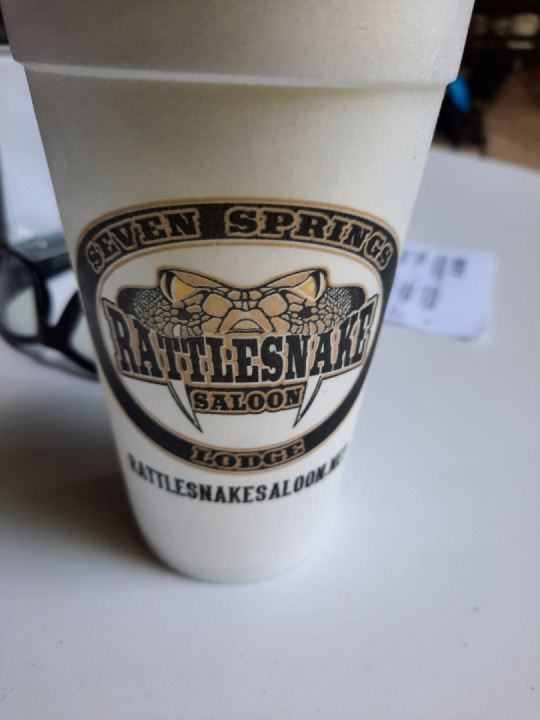 SEVEN SPRINGS
RATTLESNAKE
SALOON
LODGE
RATTLESNAKESALOON.NET